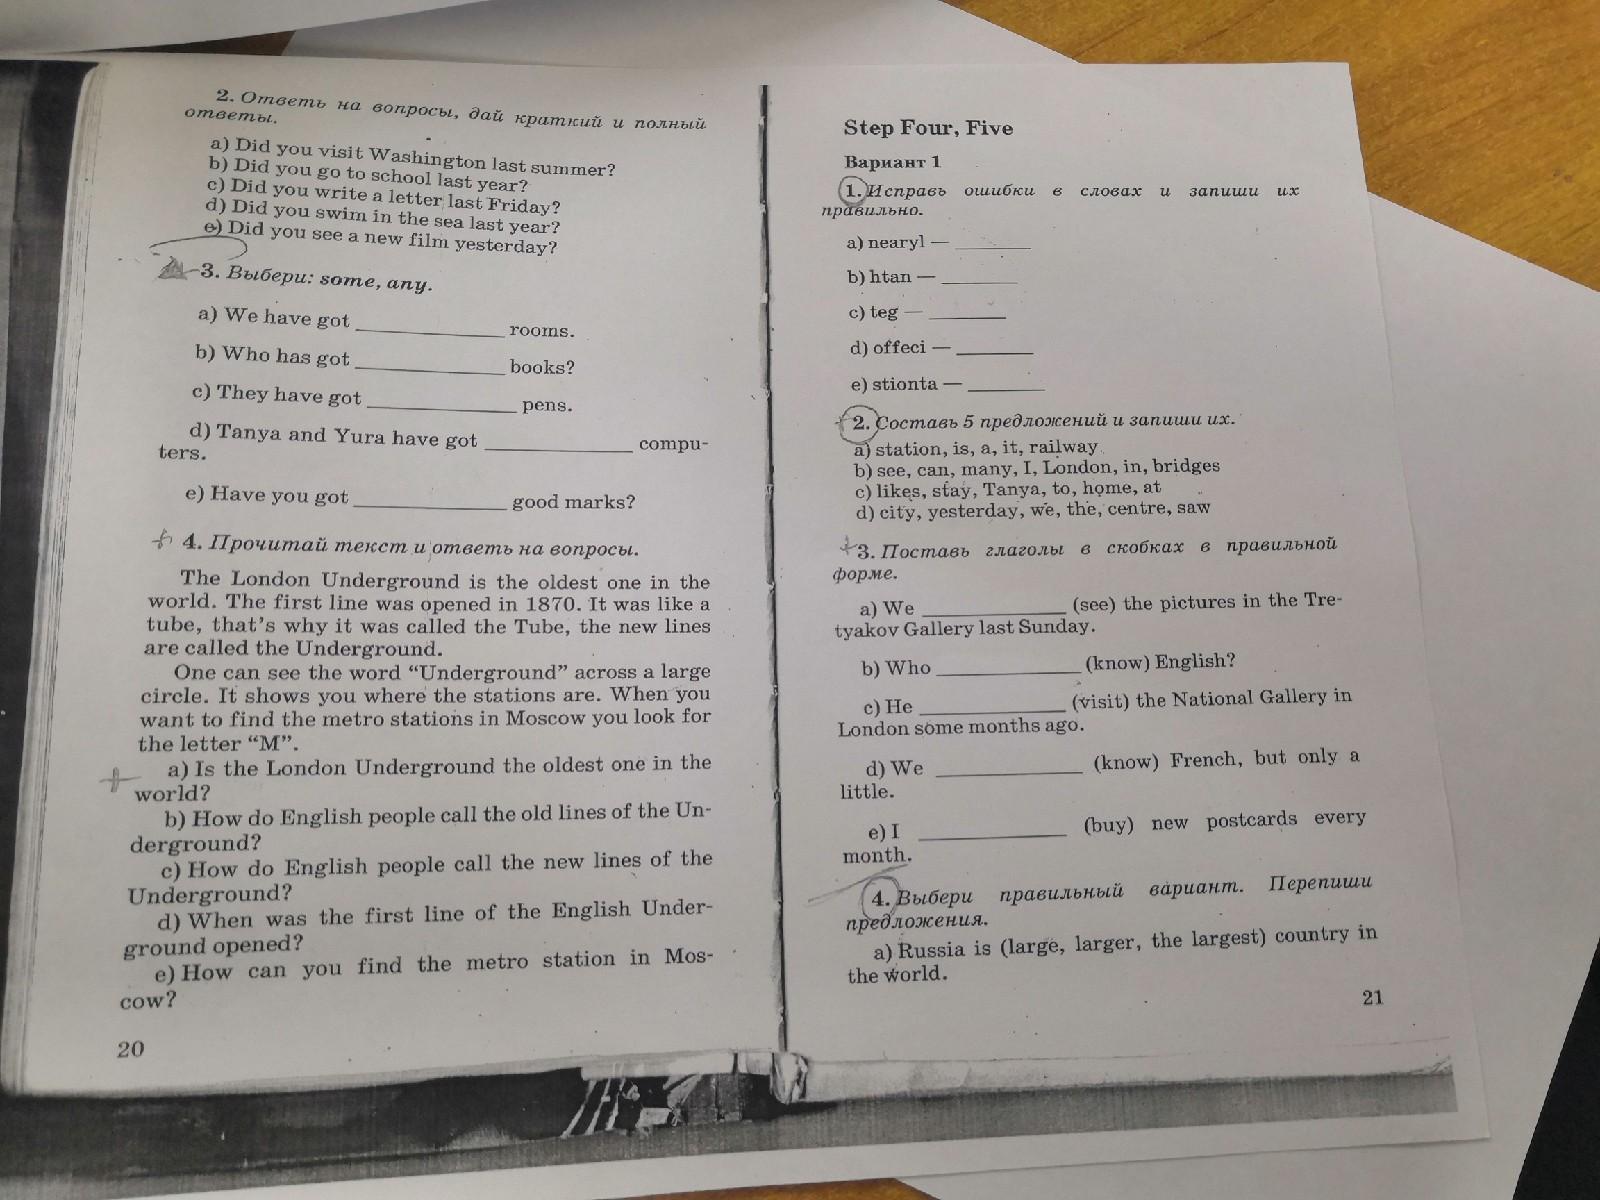 2. Ответь на вопросы, дай краткий и полный
ответы.
a) Did you visit Washington last summer?
b) Did you go to school last year?
c) Did you write a letter last Friday?
d) Did you swim in the sea last year?
e) Did you see a new film yesterday?
3. Выбери: some, any.
a) We have got __________ rooms.
b) Who has got __________ books?
c) They have got __________ pens.
d) Tanya and Yura have got __________ compu-
ters.
e) Have you got __________ good marks?
+ 4. Прочитай текст и ответь на вопросы.
The London Underground is the oldest one in the
world. The first line was opened in 1870. It was like a
tube, that's why it was called the Tube, the new lines
are called the Underground.
One can see the word “Underground” across a large
circle. It shows you where the stations are. When you
want to find the metro stations in Moscow you look for
the letter “M”.
+ a) Is the London Underground the oldest one in the
world?
b) How do English people call the old lines of the Un-
derground?
c) How do English people call the new lines of the
Underground?
d) When was the first line of the English Under-
ground opened?
e) How can you find the metro station in Mos-
cow?
20
Step Four, Five
Вариант 1
1. Исправь ошибки в словах и запиши их
правильно.
a) nearyl — _____
b) htan — _____
c) teg — _____
d) offeci — _____
e) stionta — _____
+ 2. Составь 5 предложений и запиши их.
a) station, is, a, it, railway
b) see, can, many, I, London, in, bridges
c) likes, stay, Tanya, to, home, at
d) city, yesterday, we, the, centre, saw
+ 3. Поставь глаголы в скобках в правильной
форме.
a) We __________ (see) the pictures in the Tre-
tyakov Gallery last Sunday.
b) Who __________ (know) English?
c) He __________ (visit) the National Gallery in
London some months ago.
d) We __________ (know) French, but only a
little.
e) I __________ (buy) new postcards every
month.
4. Выбери правильный вариант. Перепиши
предложения.
a) Russia is (large, larger, the largest) country in
the world.
21